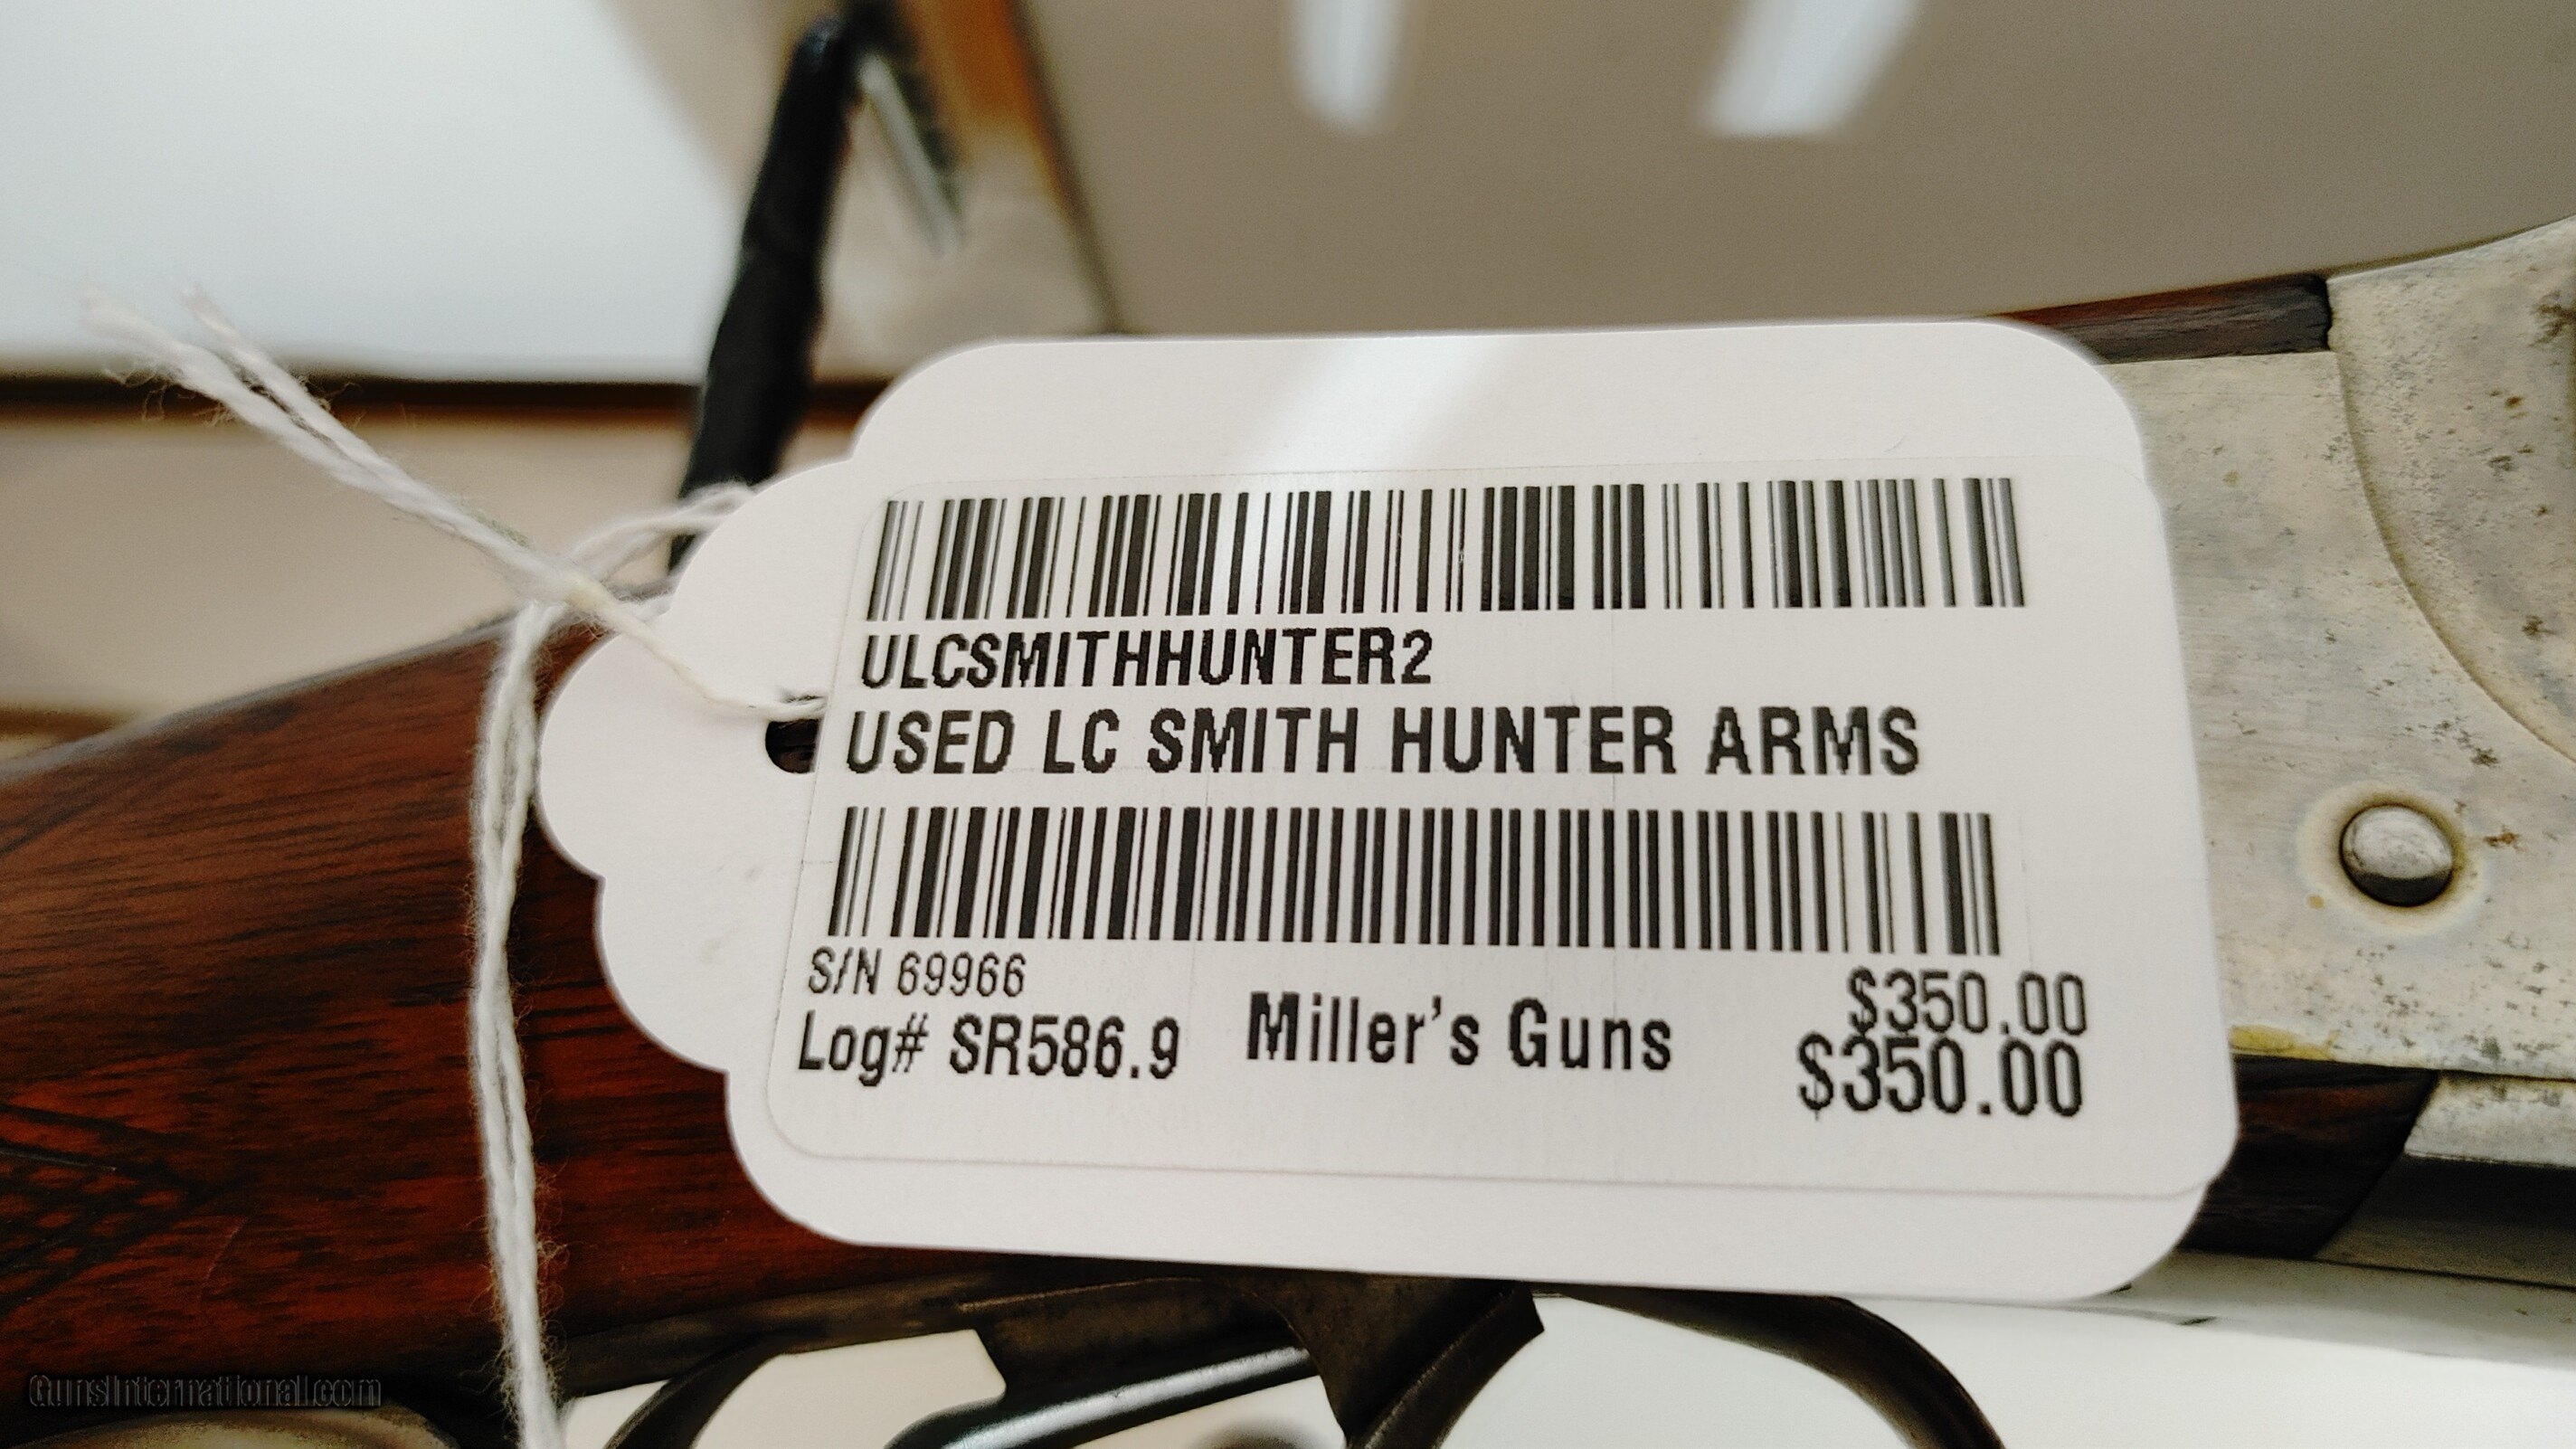 ULCSMITHHUNTER2
USED LC SMITH HUNTER ARMS
S/N 69966
Log# SR586.9
Miller's Guns
$350.00
$350.00
GunsInternational.com